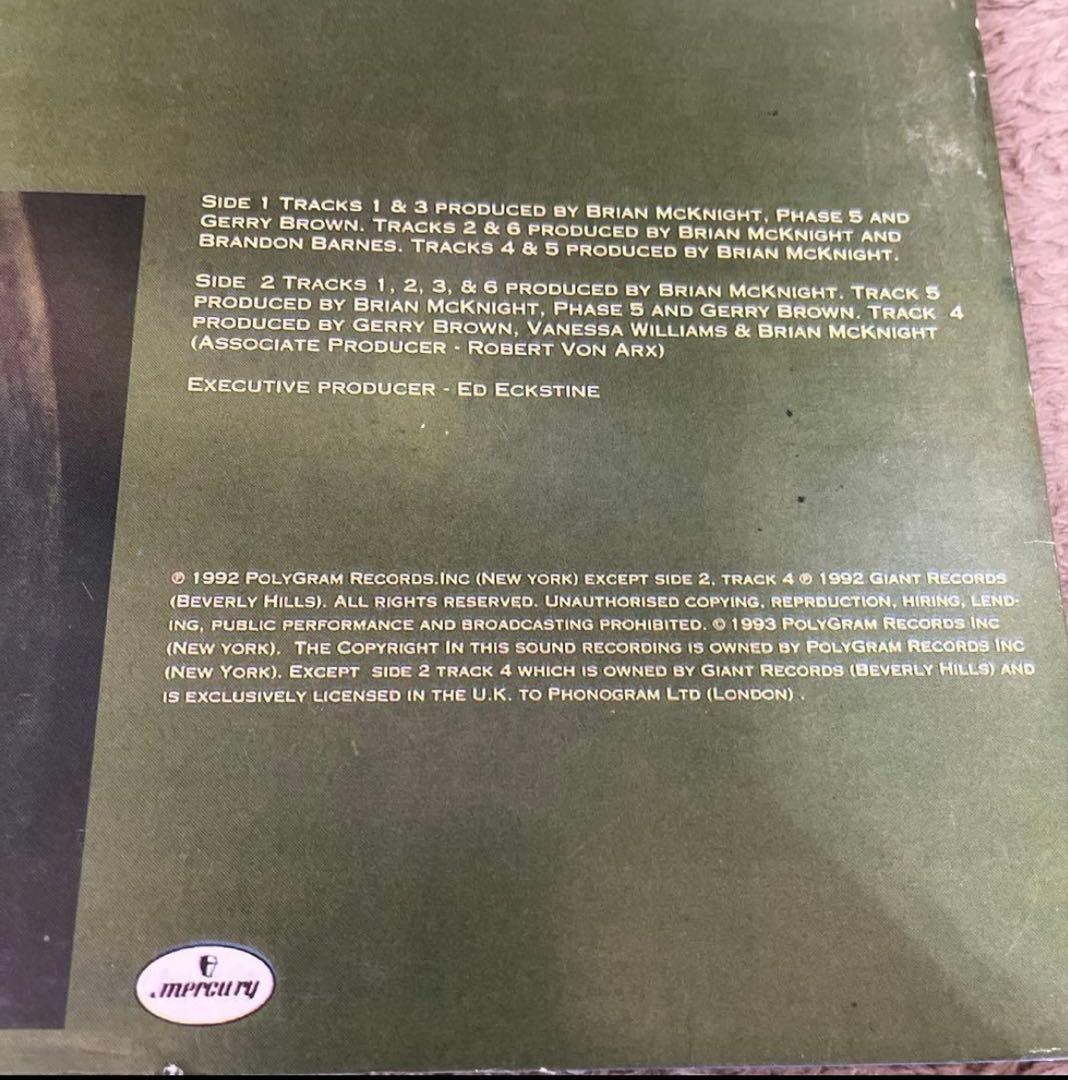 SIDE 1 TRACKS 1 & 3 PRODUCED BY BRIAN MCKNIGHT, PHASE 5 AND
GERRY BROWN. TRACKS 2 & 6 PRODUCED BY BRIAN MCKNIGHT AND
BRANDON BARNES. TRACKS 4 & 5 PRODUCED BY BRIAN MCKNIGHT.
SIDE 2 TRACKS 1, 2, 3, & 6 PRODUCED BY BRIAN MCKNIGHT. TRACK 5
PRODUCED BY BRIAN MCKNIGHT, PHASE 5 AND GERRY BROWN. TRACK 4
PRODUCED BY GERRY BROWN, VANESSA WILLIAMS & BRIAN MCKNIGHT
(ASSOCIATE PRODUCER - ROBERT VON ARX)
EXECUTIVE PRODUCER - ED ECKSTINE
℗ 1992 POLYGRAM RECORDS.INC (NEW YORK) EXCEPT SIDE 2, TRACK 4 ℗ 1992 GIANT RECORDS
(BEVERLY HILLS). ALL RIGHTS RESERVED. UNAUTHORISED COPYING, REPRDUCTION, HIRING, LEND-
ING, PUBLIC PERFORMANCE AND BROADCASTING PROHIBITED. © 1993 POLYGRAM RECORDS INC
(NEW YORK). THE COPYRIGHT IN THIS SOUND RECORDING IS OWNED BY POLYGRAM RECORDS INC
(NEW YORK). EXCEPT SIDE 2 TRACK 4 WHICH IS OWNED BY GIANT RECORDS (BEVERLY HILLS) AND
IS EXCLUSIVELY LICENSED IN THE U.K. TO PHONOGRAM LTD (LONDON) .
mercury